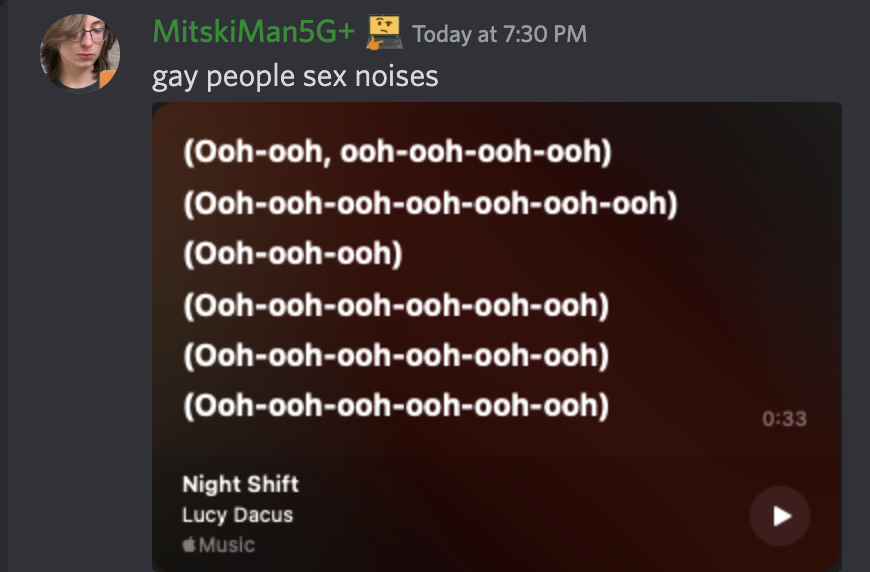 MitskiMan5G+ Today at 7:30 PM
gay people sex noises
(Ooh-ooh, ooh-ooh-ooh-ooh)
(Ooh-ooh-ooh-ooh-ooh-ooh-ooh)
(Ooh-ooh-ooh)
(Ooh-ooh-ooh-ooh-ooh-ooh)
(Ooh-ooh-ooh-ooh-ooh-ooh)
(Ooh-ooh-ooh-ooh-ooh-ooh)
0:33
Night Shift
Lucy Dacus
Music